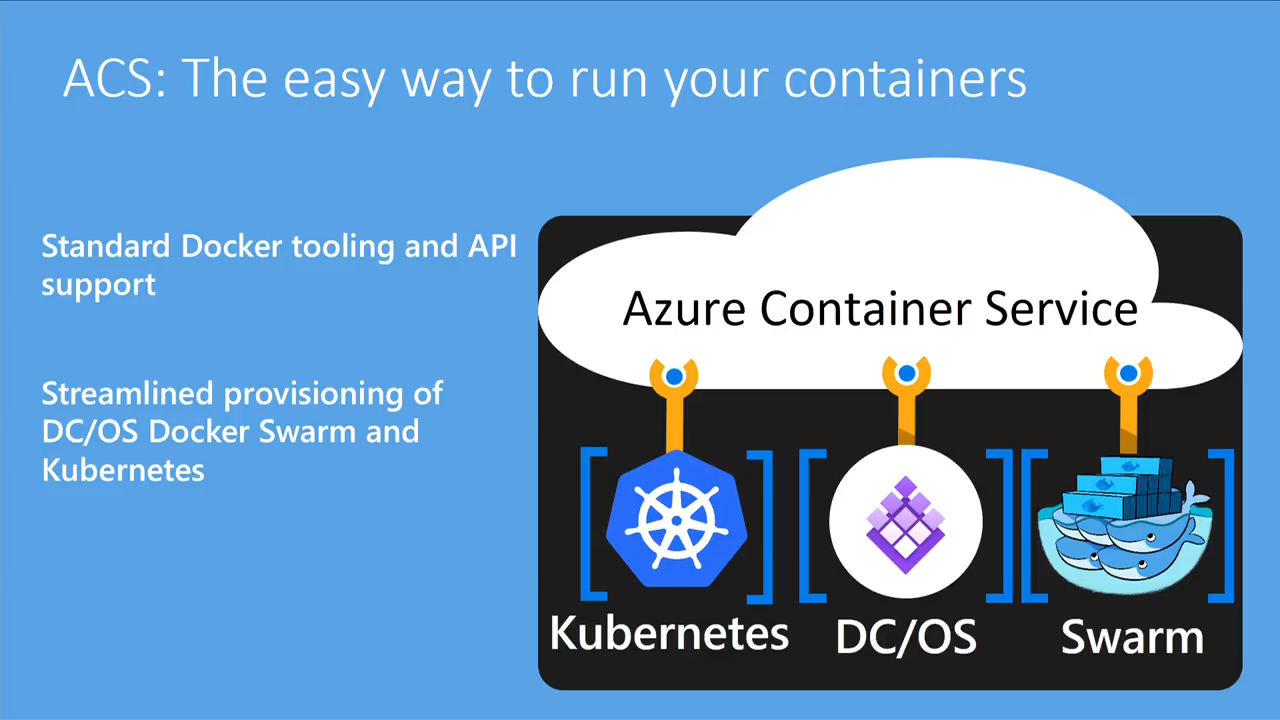 ACS: The easy way to run your containers
Standard Docker tooling and API
support
Streamlined provisioning of
DC/OS Docker Swarm and
Kubernetes
Azure Container Service
Kubernetes
DC/OS
Swarm